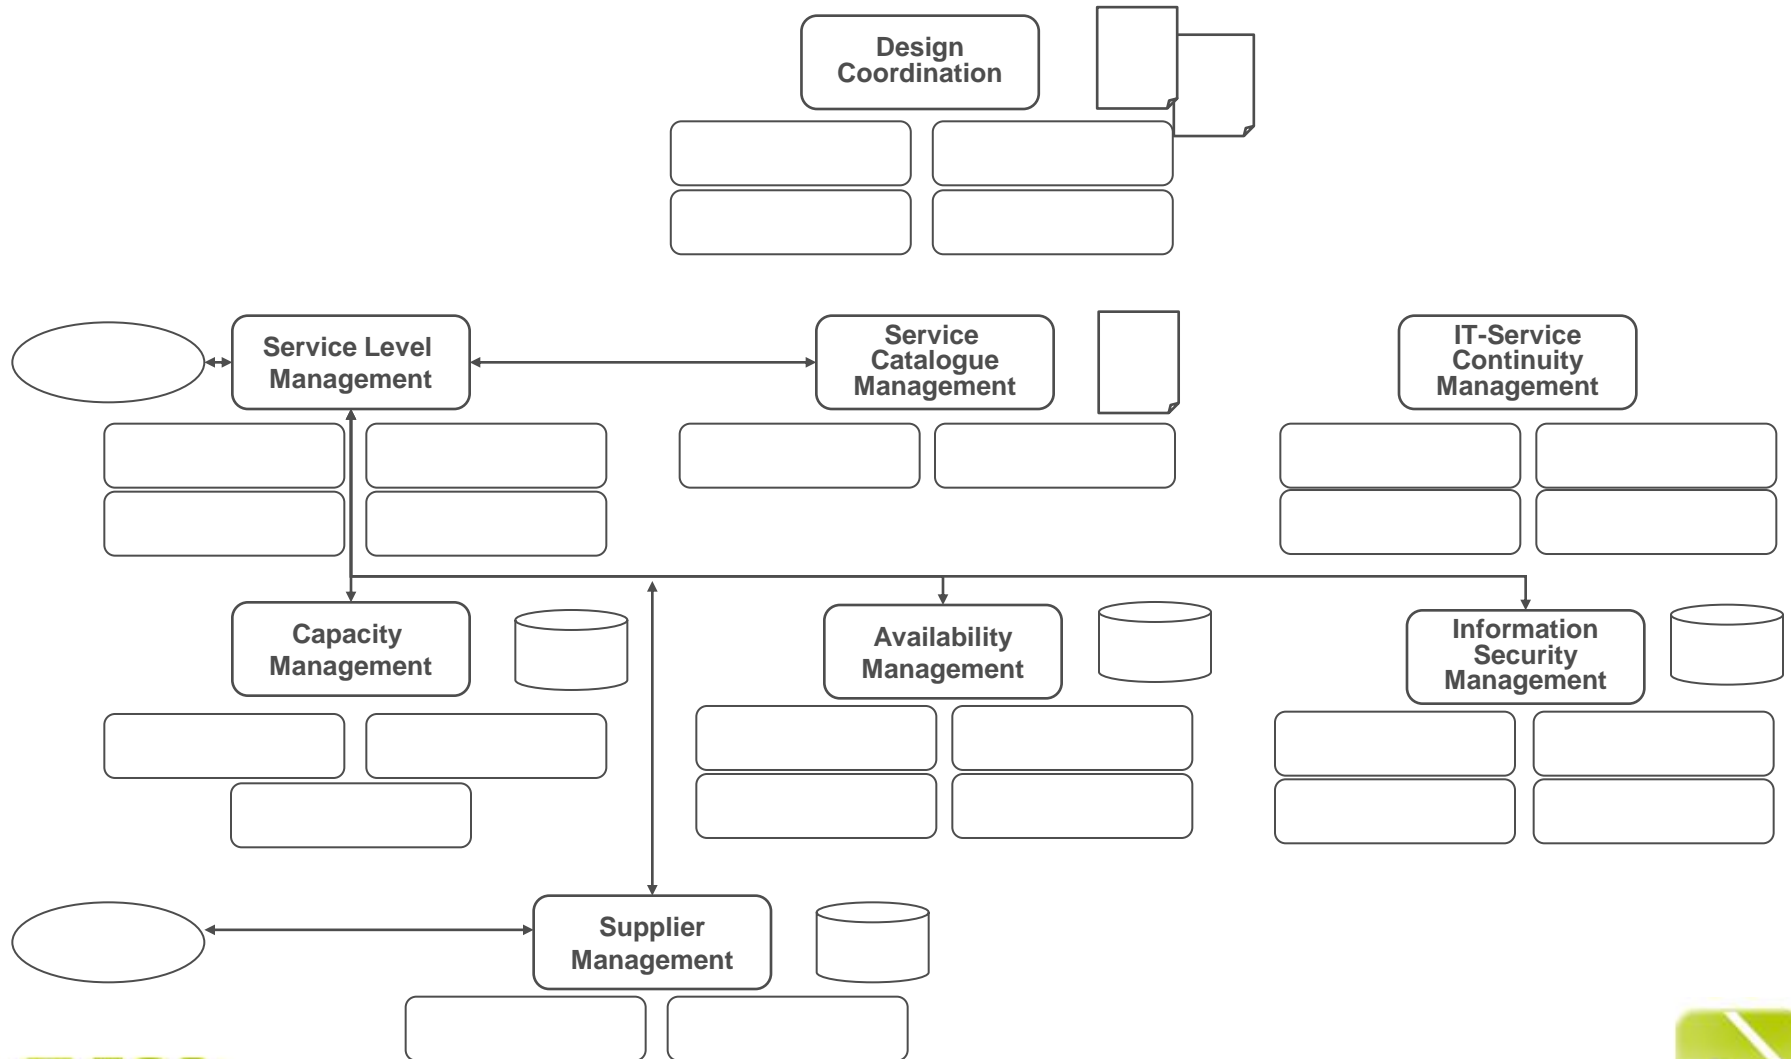 Design
Coordination
Service Level
Management
Service
Catalogue
Management
IT-Service
Continuity
Management
Capacity
Management
Availability
Management
Information
Security
Management
Supplier
Management